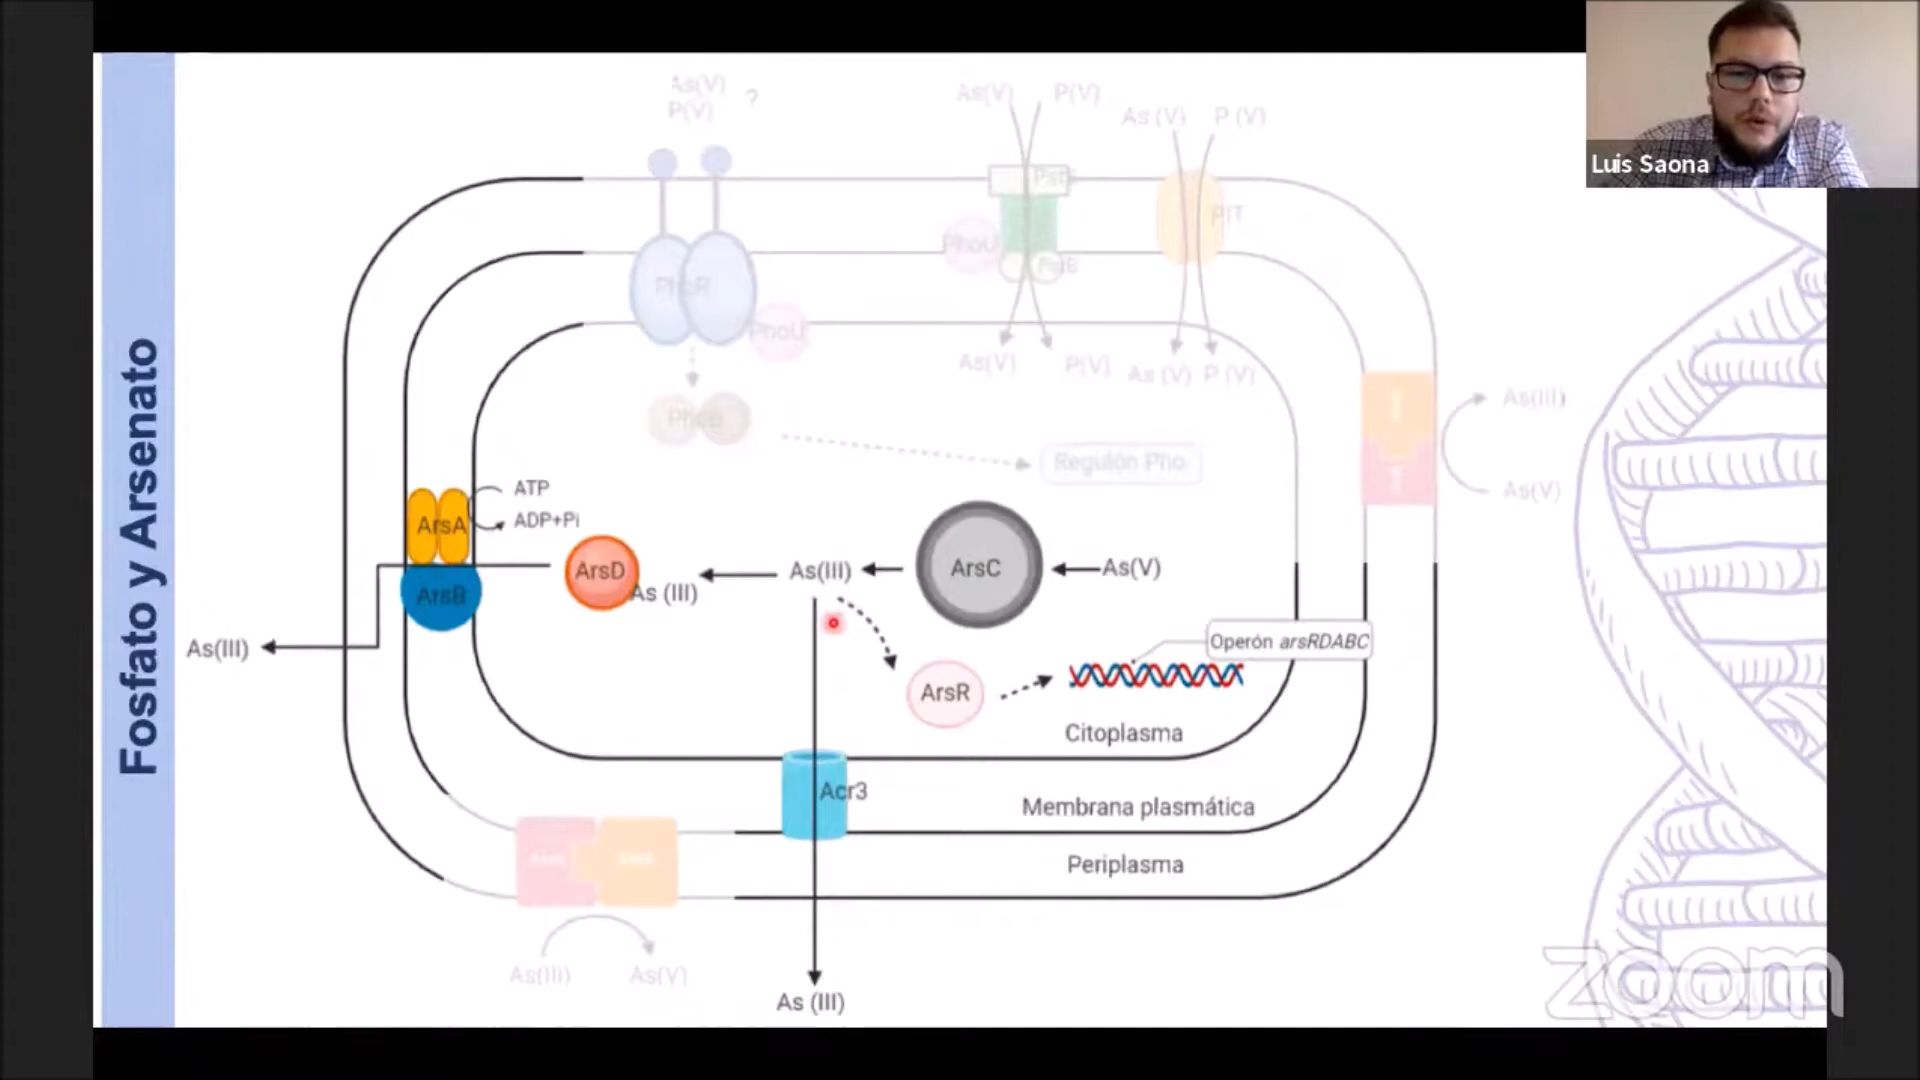 Luis Saona
Fosfato y Arsenato
As(V)
P(V)
?
As(V)
P(V)
As (V)
P (V)
PiT
PhoU
PstB
PhoR
PhoU
As(V)
P(V)
As (V)
P (V)
PhoB
Regulón Pho
As(III)
As(V)
ATP
ADP+Pi
ArsA
ArsB
ArsD
As (III)
As(III)
ArsC
As(V)
As(III)
ArsR
Operón arsRDABC
Citoplasma
Acr3
Membrana plasmática
Periplasma
As(III)
As(V)
As (III)
zoom